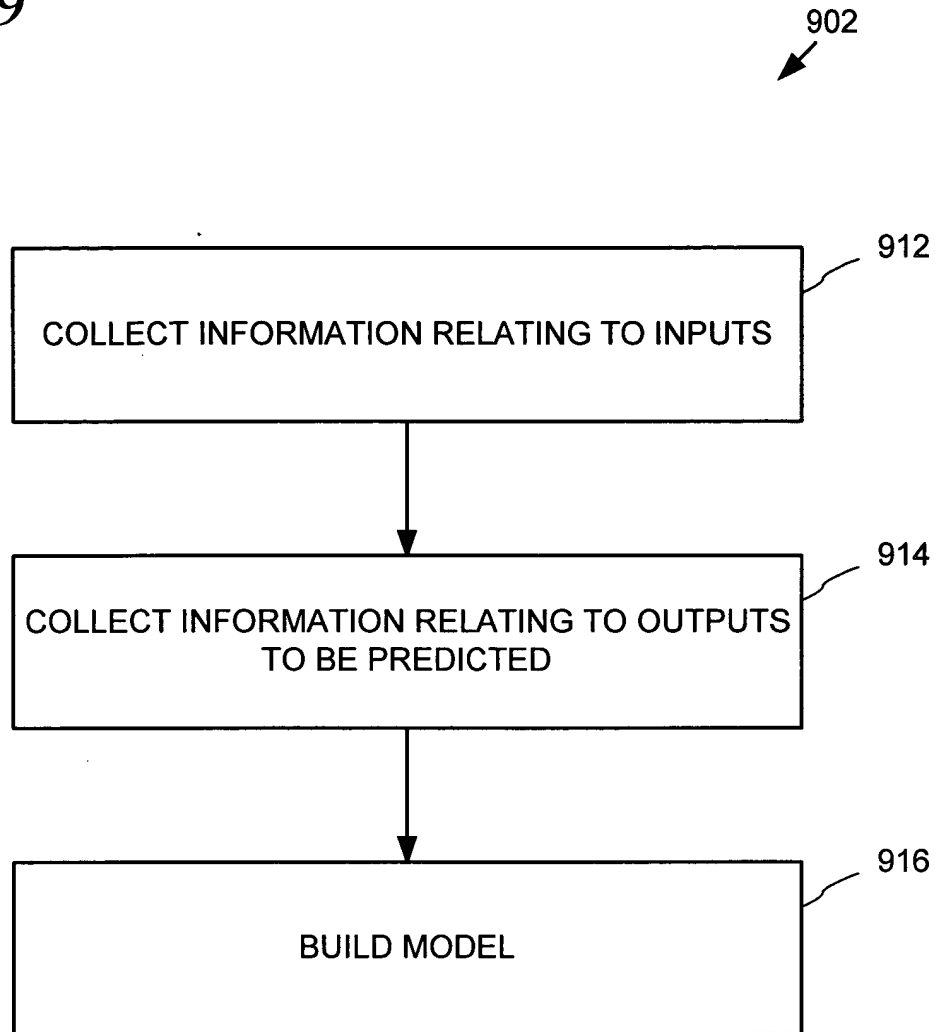 9
902
912
COLLECT INFORMATION RELATING TO INPUTS
914
COLLECT INFORMATION RELATING TO OUTPUTS
TO BE PREDICTED
916
BUILD MODEL